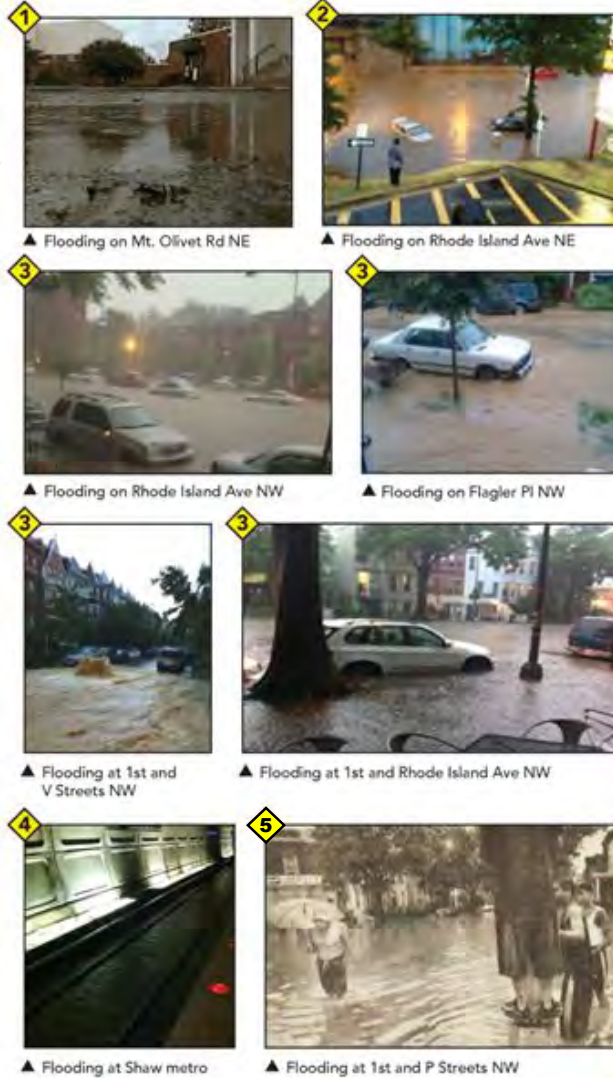 1
2
▲ Flooding on Mt. Olivet Rd NE
▲ Flooding on Rhode Island Ave NE
3
3
▲ Flooding on Rhode Island Ave NW
▲ Flooding on Flagler Pl NW
3
3
▲ Flooding at 1st and
V Streets NW
▲ Flooding at 1st and Rhode Island Ave NW
4
5
▲ Flooding at Shaw metro
▲ Flooding at 1st and P Streets NW